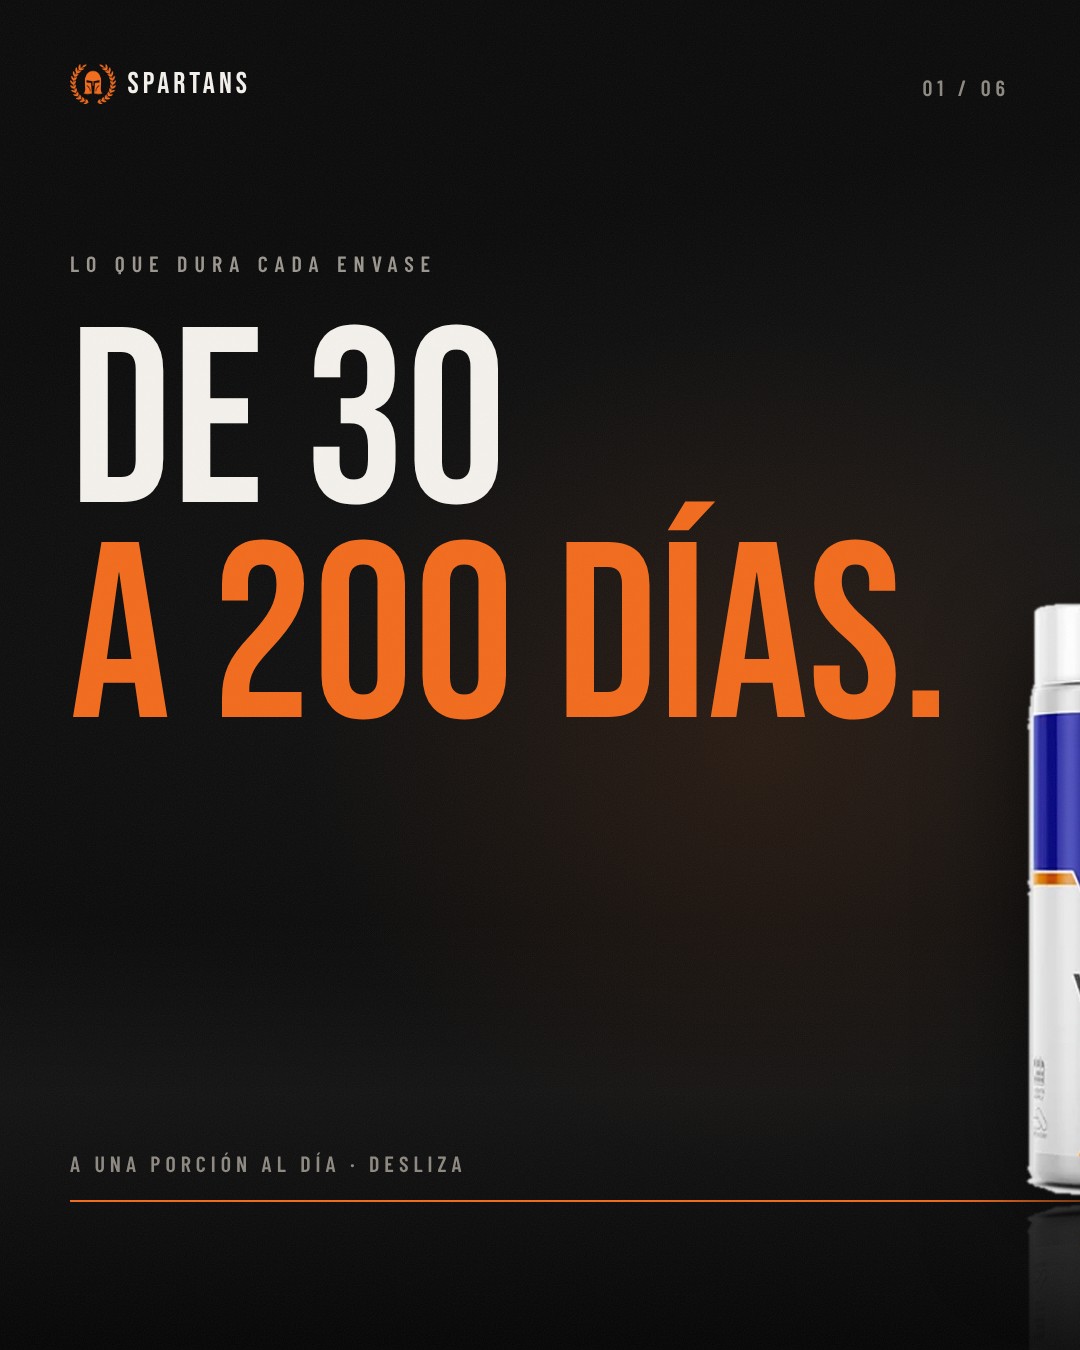 SPARTANS
01 / 06
LO QUE DURA CADA ENVASE
DE 30
A 200 DÍAS.
A UNA PORCIÓN AL DÍA · DESLIZA